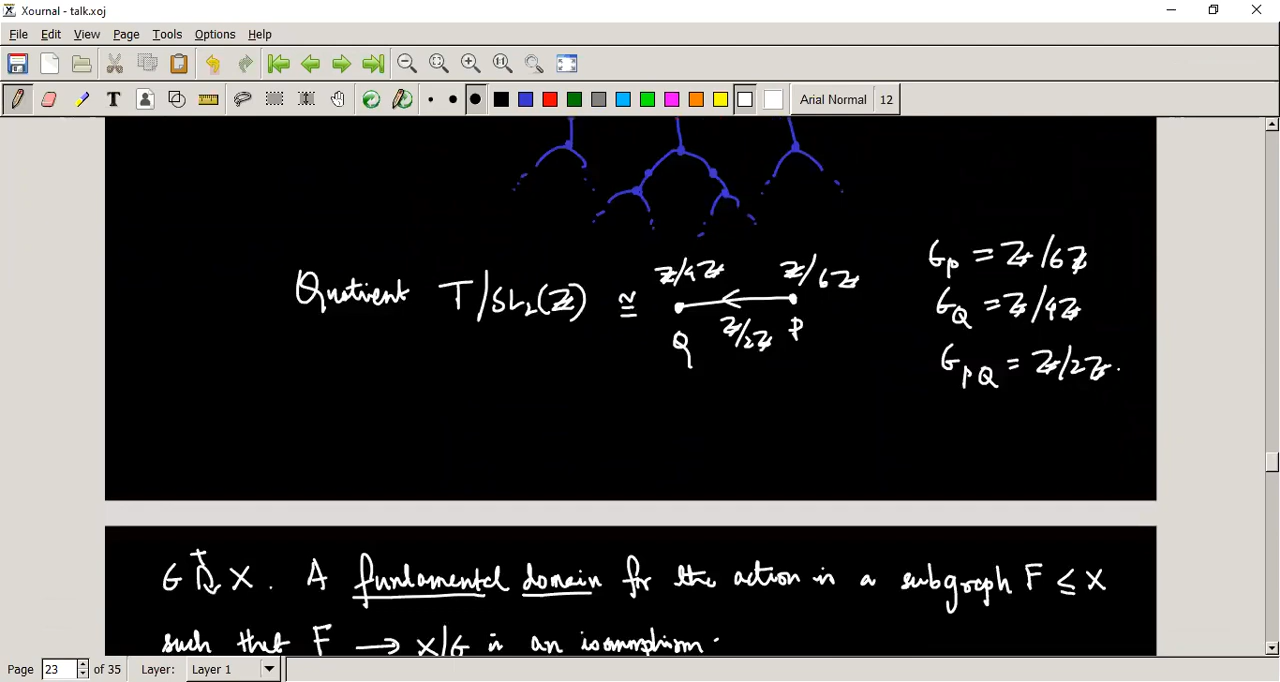 Xournal - talk.xoj
File Edit View Page Tools Options Help
Arial Normal 12
Quotient T/SL₂(ℤ) ≅
ℤ/4ℤ ℤ/6ℤ
ℤ/2ℤ
Q P
G_P = ℤ/6ℤ
G_Q = ℤ/4ℤ
G_PQ = ℤ/2ℤ.
G ↷ X. A fundamental domain for the action is a subgraph F ≤ X
such that F → X/G is an isomorphism.
Page 23 of 35 Layer: Layer 1